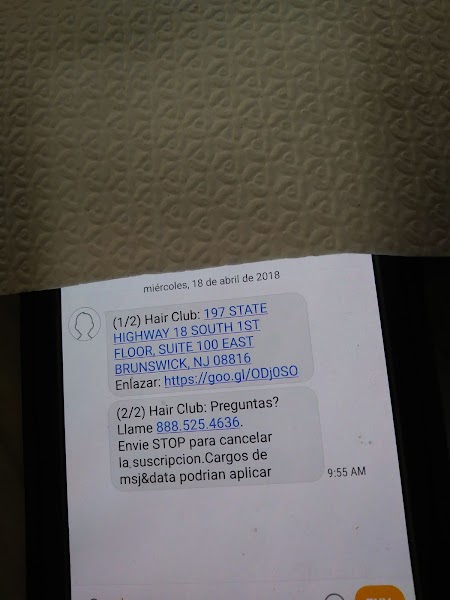 miércoles, 18 de abril de 2018
(1/2) Hair Club: 197 STATE
HIGHWAY 18 SOUTH 1ST
FLOOR, SUITE 100 EAST
BRUNSWICK, NJ 08816
Enlazar: https://goo.gl/ODj0SO
(2/2) Hair Club: Preguntas?
Llame 888.525.4636.
Envie STOP para cancelar
la suscripcion.Cargos de
msj&data podrian aplicar
9:55 AM